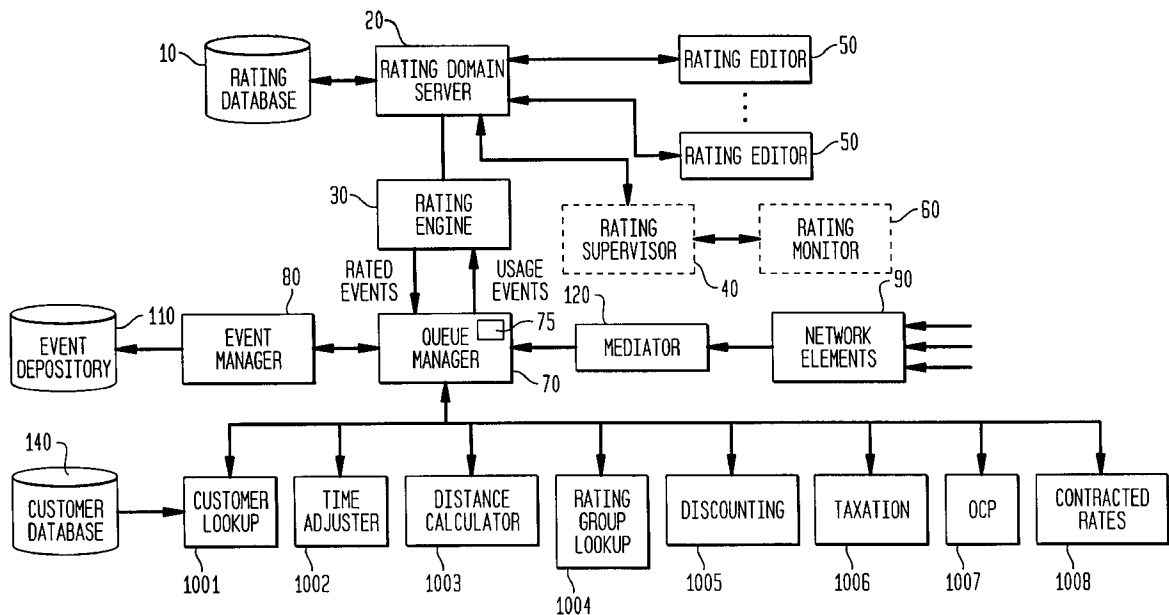 10
RATING
DATABASE
20
RATING DOMAIN
SERVER
50
RATING EDITOR
50
RATING EDITOR
30
RATING
ENGINE
RATING
SUPERVISOR
40
60
RATING
MONITOR
RATED
EVENTS
USAGE
EVENTS
110
EVENT
DEPOSITORY
80
EVENT
MANAGER
75
QUEUE
MANAGER
70
120
MEDIATOR
90
NETWORK
ELEMENTS
140
CUSTOMER
DATABASE
CUSTOMER
LOOKUP
1001
TIME
ADJUSTER
1002
DISTANCE
CALCULATOR
1003
RATING
GROUP
LOOKUP
1004
DISCOUNTING
1005
TAXATION
1006
OCP
1007
CONTRACTED
RATES
1008